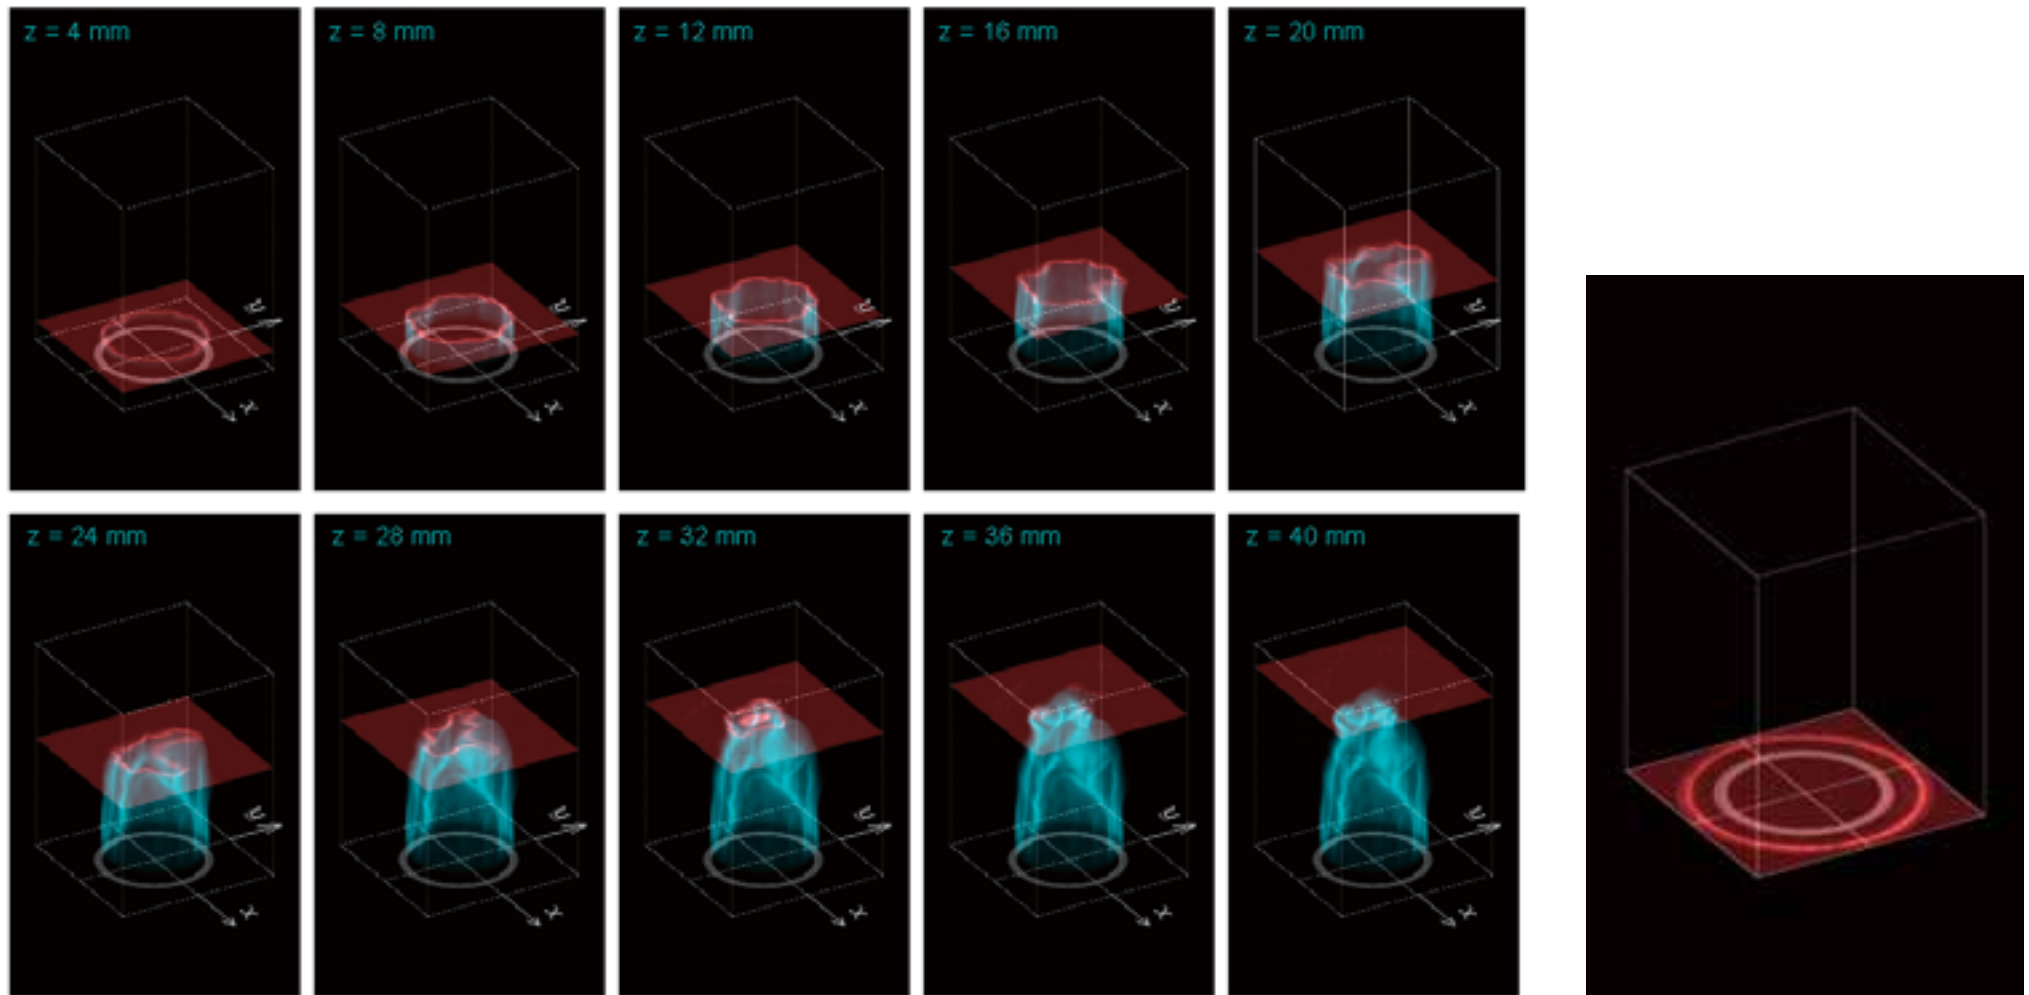 z = 4 mm
y
x
z = 8 mm
y
x
z = 12 mm
y
x
z = 16 mm
y
x
z = 20 mm
y
x
z = 24 mm
y
x
z = 28 mm
y
x
z = 32 mm
y
x
z = 36 mm
y
x
z = 40 mm
y
x